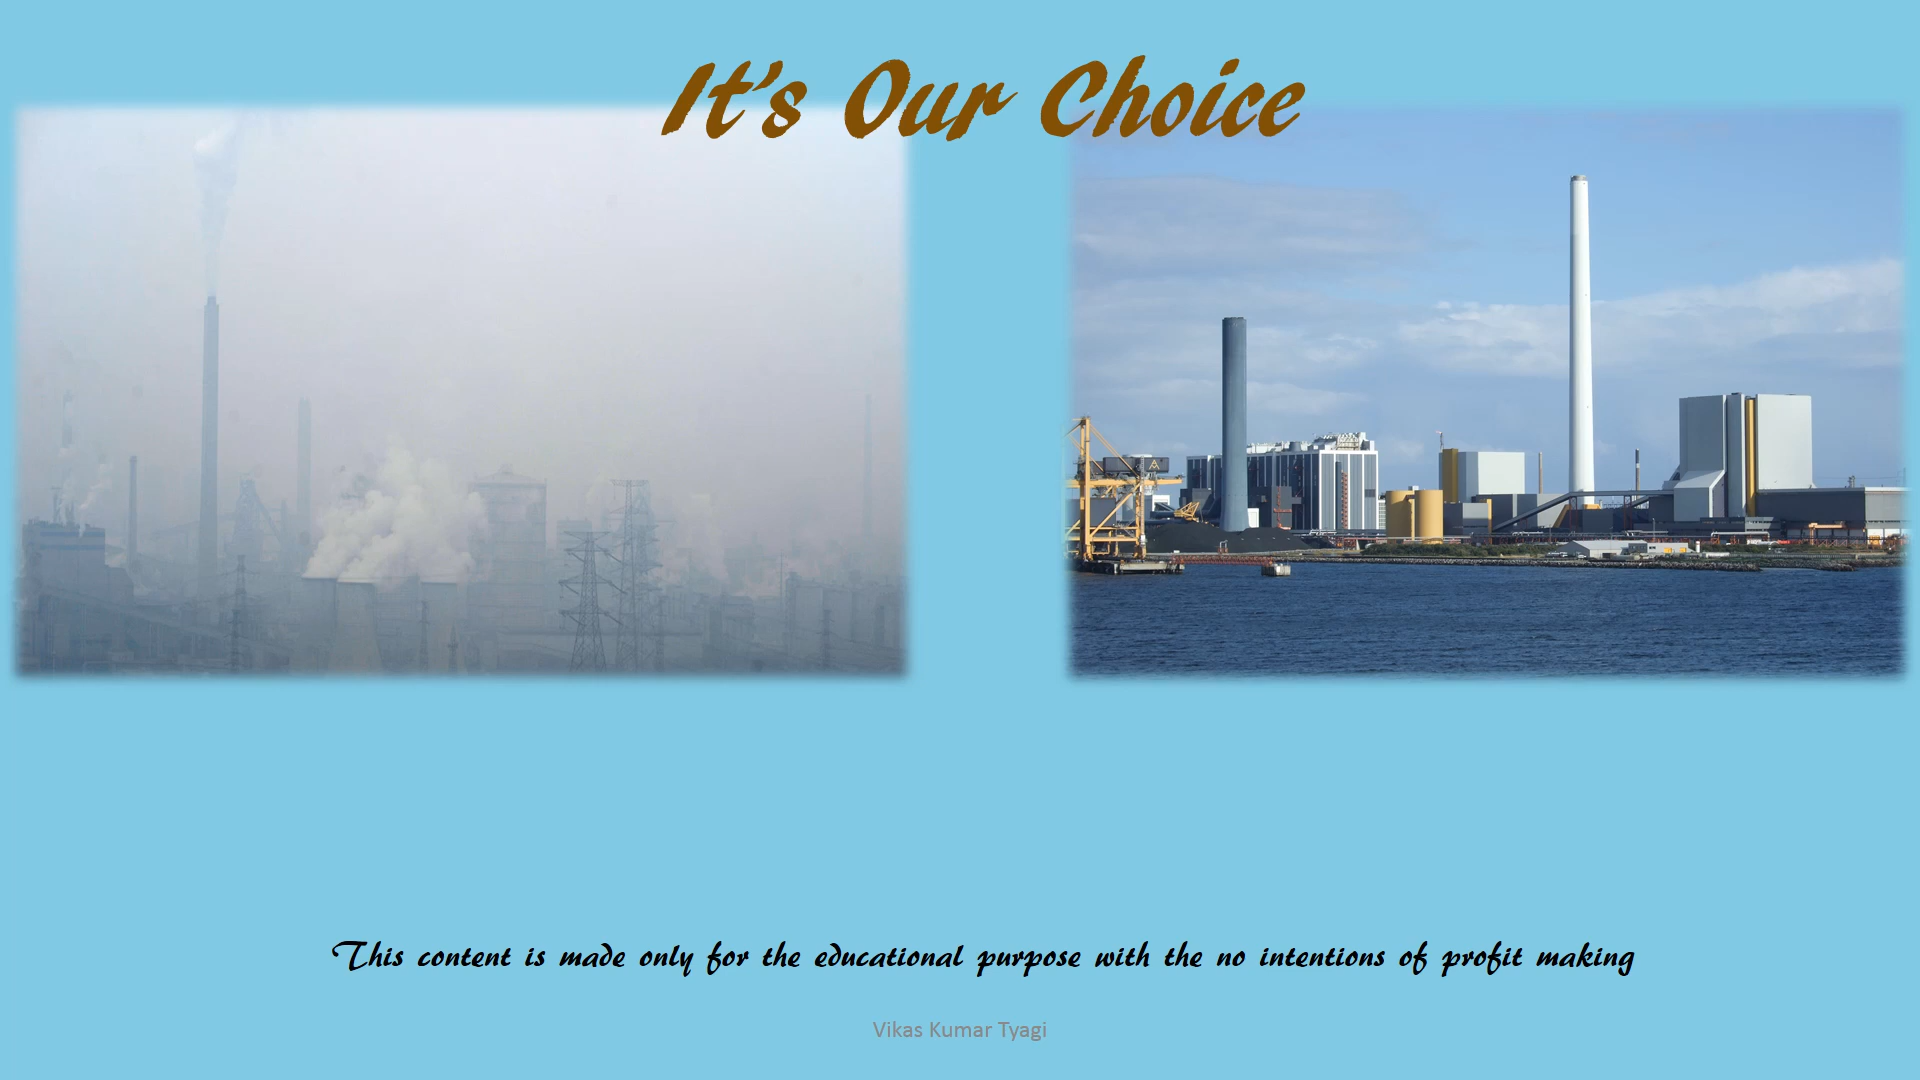 It's Our Choice
This content is made only for the educational purpose with the no intentions of profit making
Vikas Kumar Tyagi